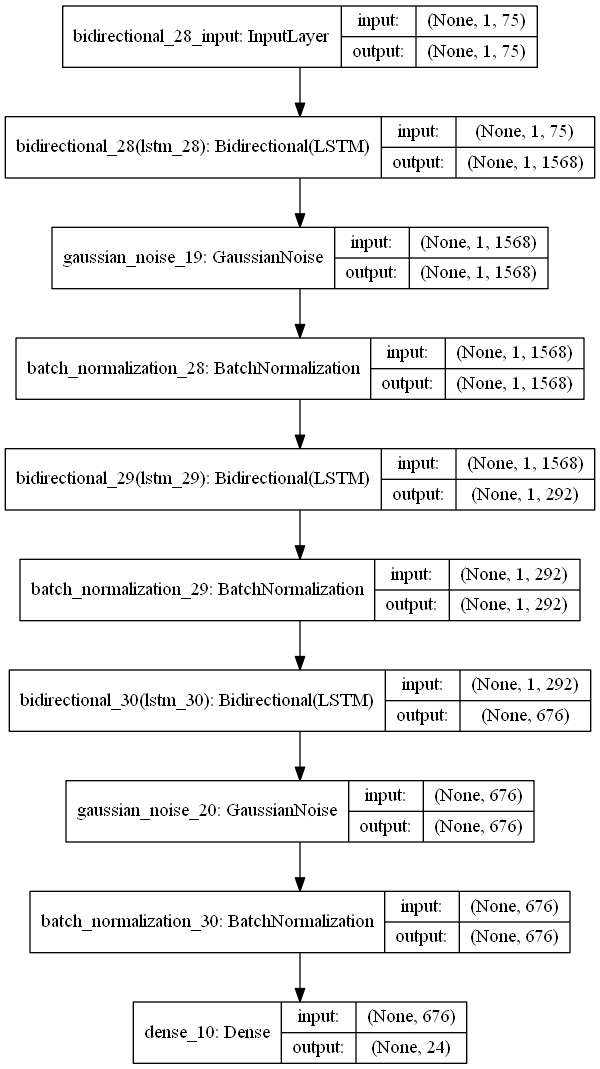 bidirectional_28_input: InputLayer
input: (None, 1, 75)
output: (None, 1, 75)
bidirectional_28(lstm_28): Bidirectional(LSTM)
input: (None, 1, 75)
output: (None, 1, 1568)
gaussian_noise_19: GaussianNoise
input: (None, 1, 1568)
output: (None, 1, 1568)
batch_normalization_28: BatchNormalization
input: (None, 1, 1568)
output: (None, 1, 1568)
bidirectional_29(lstm_29): Bidirectional(LSTM)
input: (None, 1, 1568)
output: (None, 1, 292)
batch_normalization_29: BatchNormalization
input: (None, 1, 292)
output: (None, 1, 292)
bidirectional_30(lstm_30): Bidirectional(LSTM)
input: (None, 1, 292)
output: (None, 676)
gaussian_noise_20: GaussianNoise
input: (None, 676)
output: (None, 676)
batch_normalization_30: BatchNormalization
input: (None, 676)
output: (None, 676)
dense_10: Dense
input: (None, 676)
output: (None, 24)